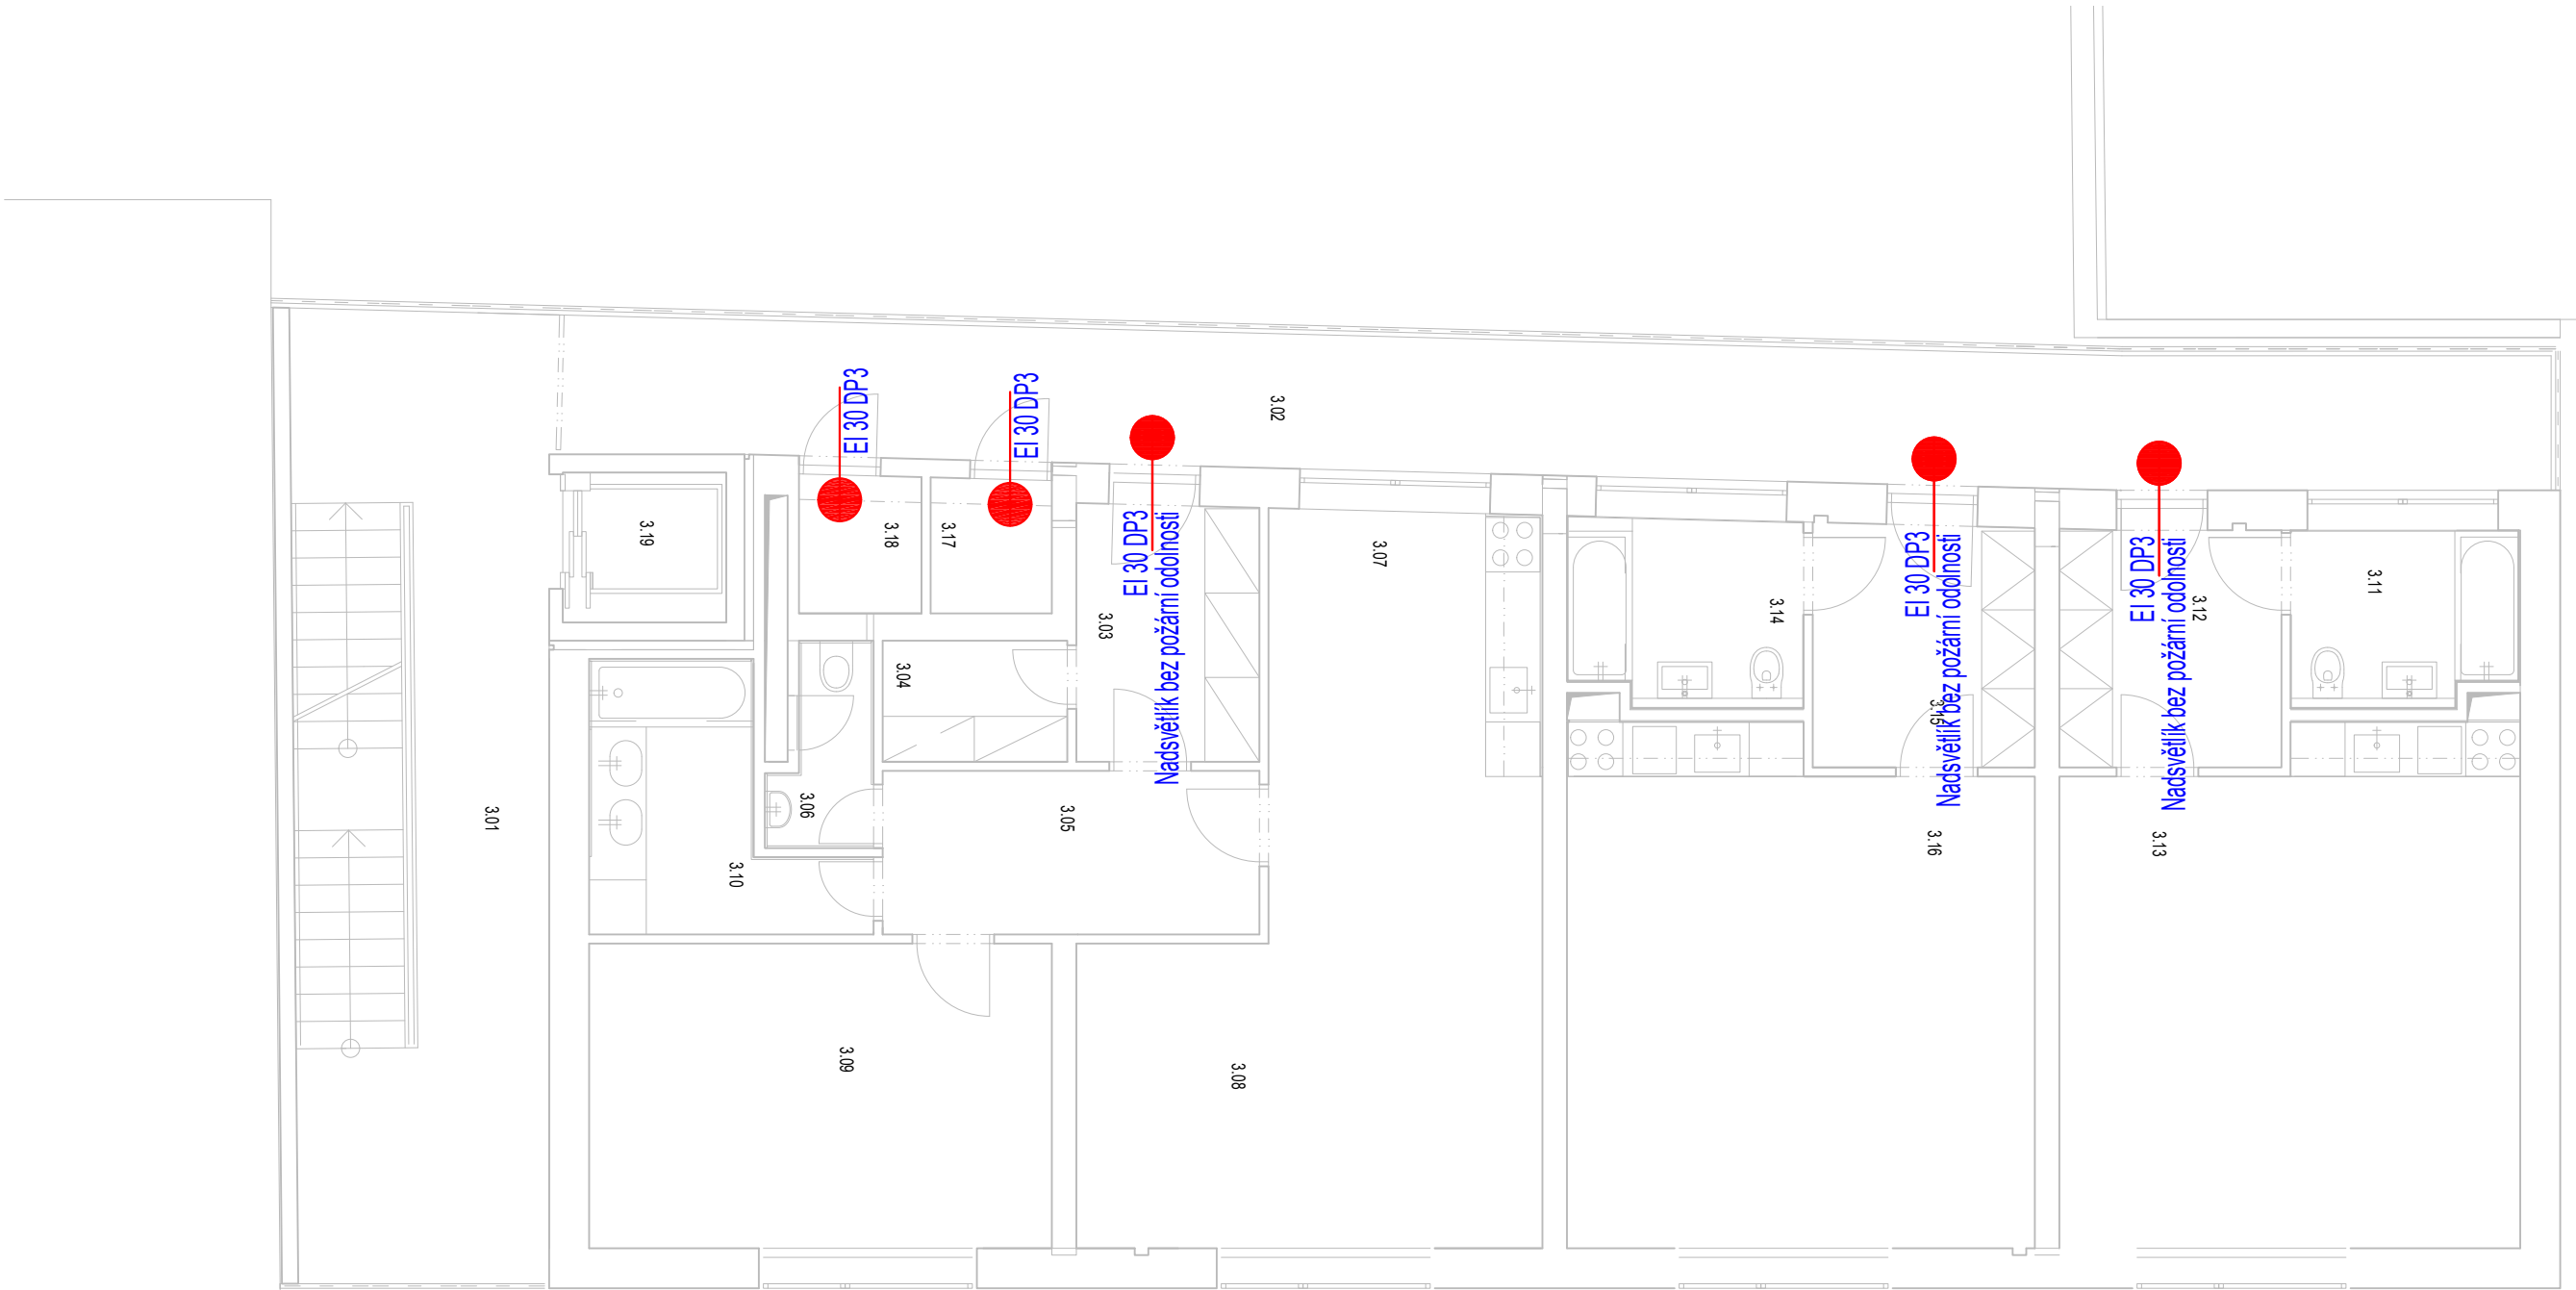 3.02
EI 30 DP3
EI 30 DP3
EI 30 DP3
Nadsvětlík bez požární odolnosti
EI 30 DP3
Nadsvětlík bez požární odolnosti
EI 30 DP3
Nadsvětlík bez požární odolnosti
3.19
3.18
3.17
3.07
3.11
3.03
3.14
3.12
3.04
3.15
3.01
3.06
3.05
3.16
3.13
3.10
3.09
3.08